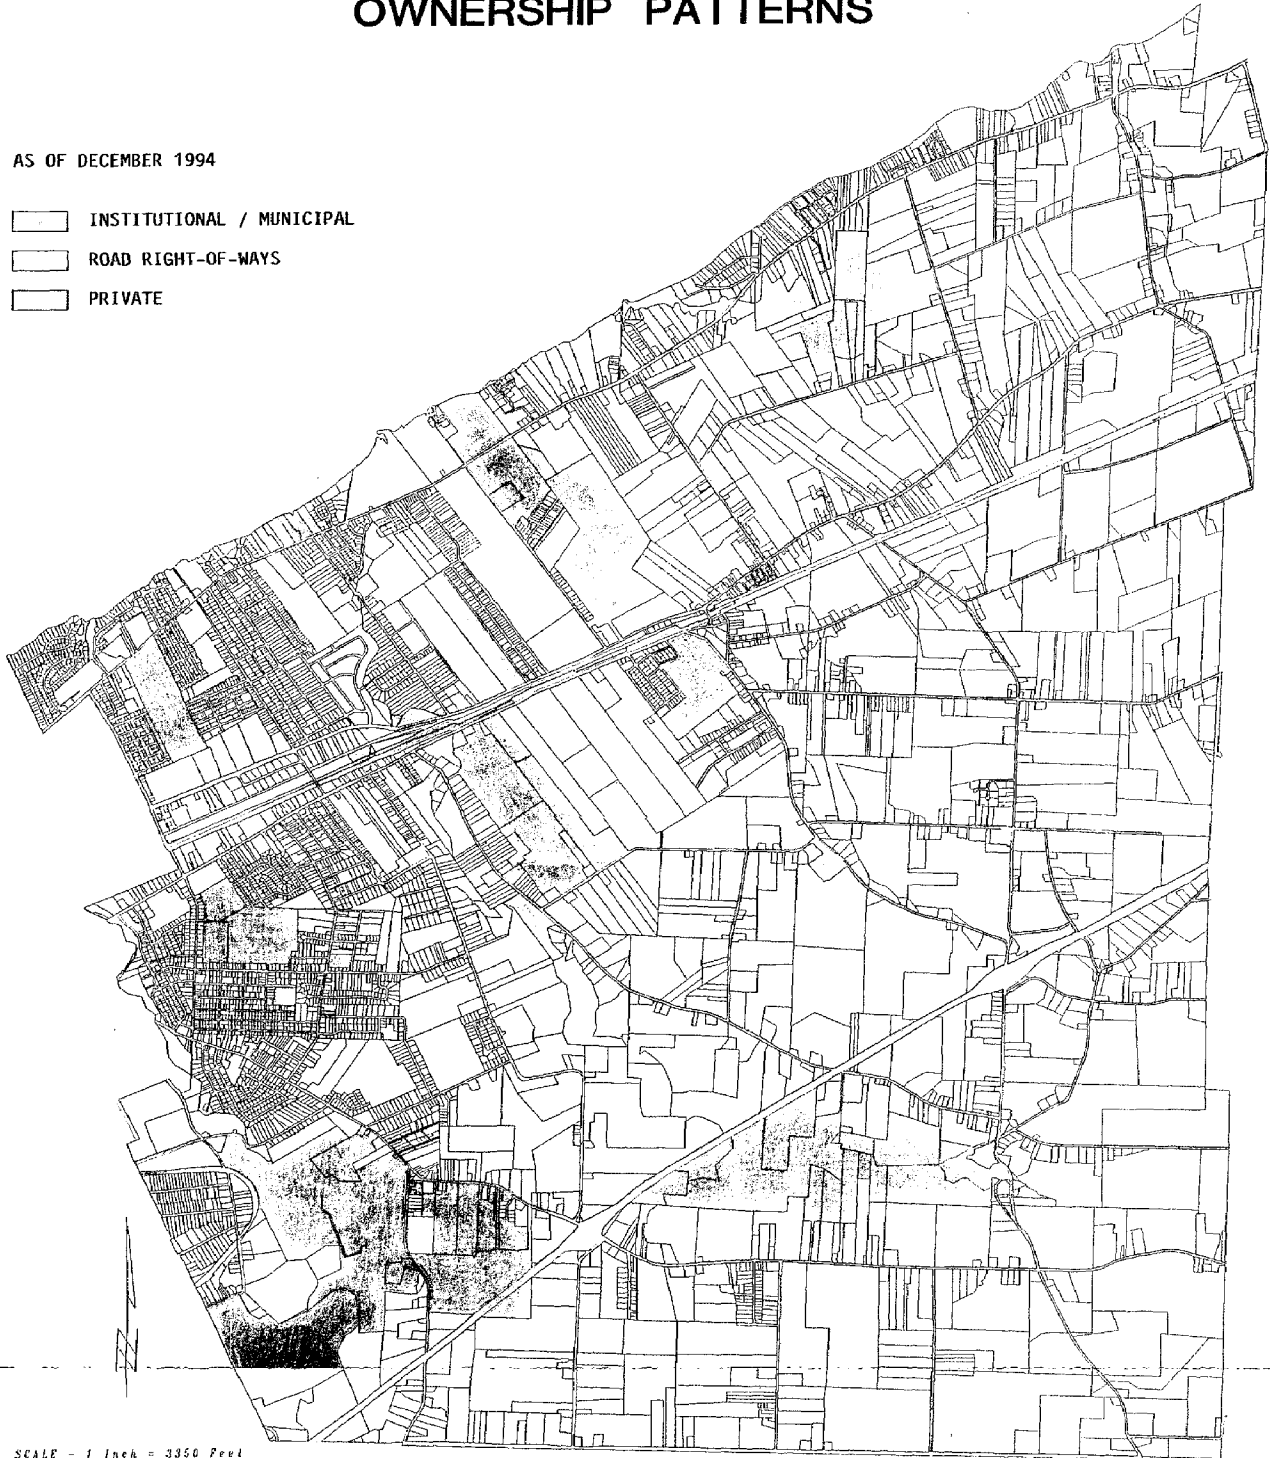 OWNERSHIP PATTERNS
AS OF DECEMBER 1994
INSTITUTIONAL / MUNICIPAL
ROAD RIGHT-OF-WAYS
PRIVATE
SCALE - 1 Inch = 3350 Feet